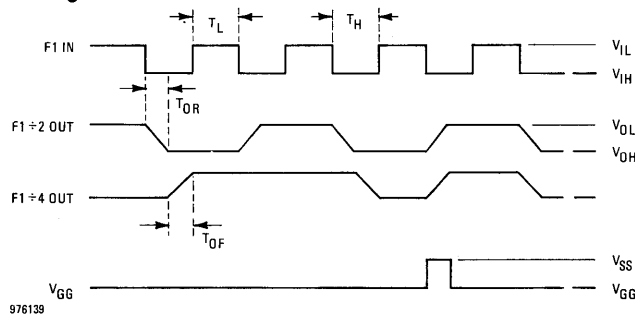 T_L
T_H
F1 IN
V_IL
V_IH
T_OR
F1 ÷2 OUT
V_OL
V_OH
F1 ÷4 OUT
T_OF
V_SS
V_GG
V_GG
976139